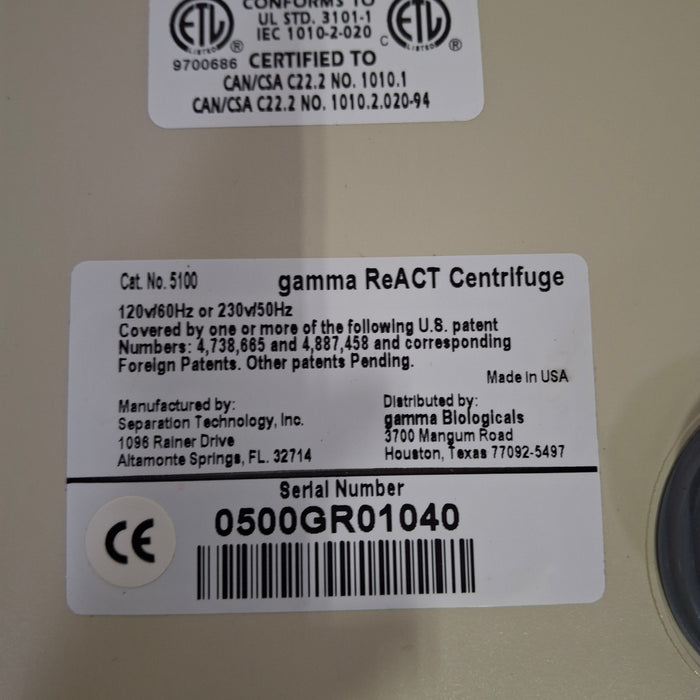 CONFORMS TO
ETL UL STD. 3101-1 ETL
LISTED ® IEC 1010-2-020 C LISTED ®
9700686 CERTIFIED TO
CAN/CSA C22.2 NO. 1010.1
CAN/CSA C22.2 NO. 1010.2.020-94
Cat. No. 5100 gamma ReACT Centrifuge
120v/60Hz or 230v/50Hz
Covered by one or more of the following U.S. patent
Numbers: 4,738,665 and 4,887,458 and corresponding
Foreign Patents. Other patents Pending.
Made in USA
Manufactured by:
Separation Technology, Inc.
1096 Rainer Drive
Altamonte Springs, FL. 32714
Distributed by:
gamma Biologicals
3700 Mangum Road
Houston, Texas 77092-5497
Serial Number
0500GR01040
CE